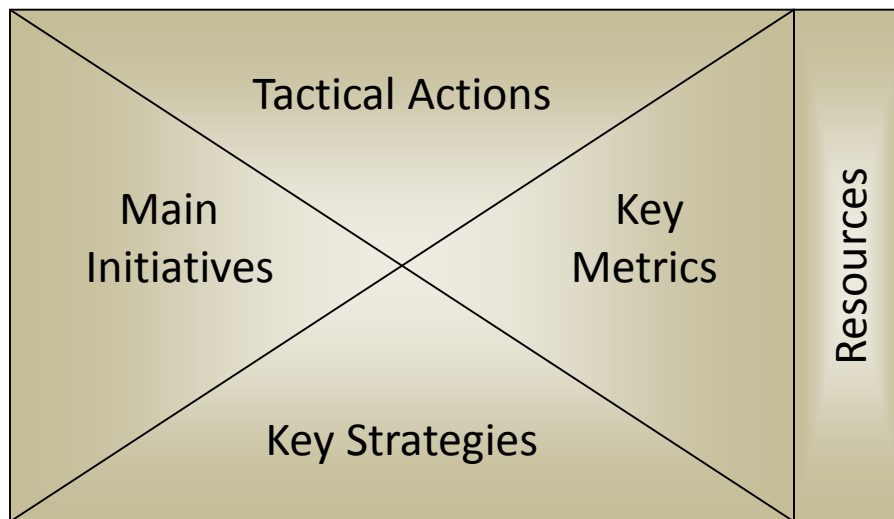 Tactical Actions
Main
Initiatives
Key
Metrics
Resources
Key Strategies